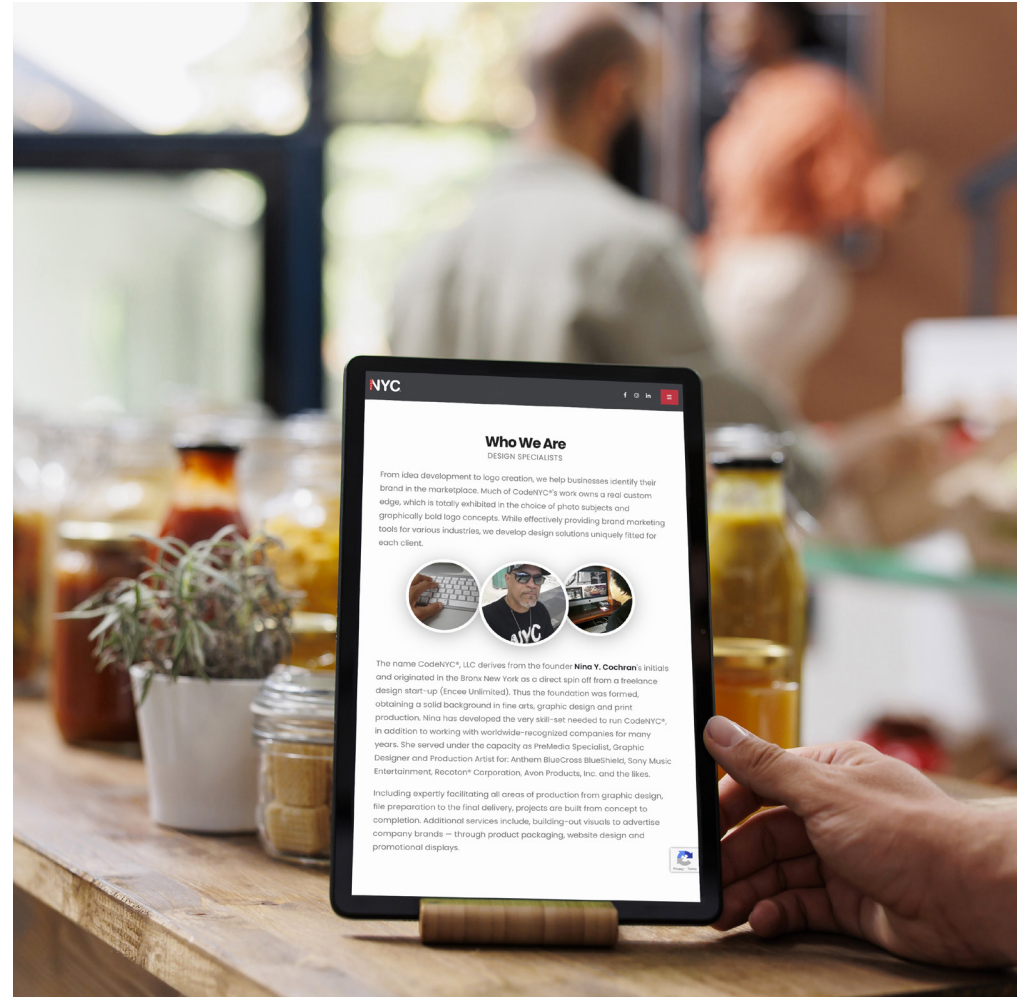 NYC
Who We Are
DESIGN SPECIALISTS
From idea development to logo creation, we help businesses identify their
brand in the marketplace. Much of CodeNYC®'s work owns a real custom
edge, which is totally exhibited in the choice of photo subjects and
graphically bold logo concepts. While effectively providing brand marketing
tools for various industries, we develop design solutions uniquely fitted for
each client.
NYC
The name CodeNYC®, LLC derives from the founder Nina Y. Cochran's initials
and originated in the Bronx New York as a direct spin off from a freelance
design start-up (Encee Unlimited). Thus the foundation was formed,
obtaining a solid background in fine arts, graphic design and print
production. Nina has developed the very skill-set needed to run CodeNYC®,
in addition to working with worldwide-recognized companies for many
years. She served under the capacity as PreMedia Specialist, Graphic
Designer and Production Artist for: Anthem BlueCross BlueShield, Sony Music
Entertainment, Recoton® Corporation, Avon Products, Inc. and the likes.
Including expertly facilitating all areas of production from graphic design,
file preparation to the final delivery, projects are built from concept to
completion. Additional services include, building-out visuals to advertise
company brands — through product packaging, website design and
promotional displays.
Privacy - Terms